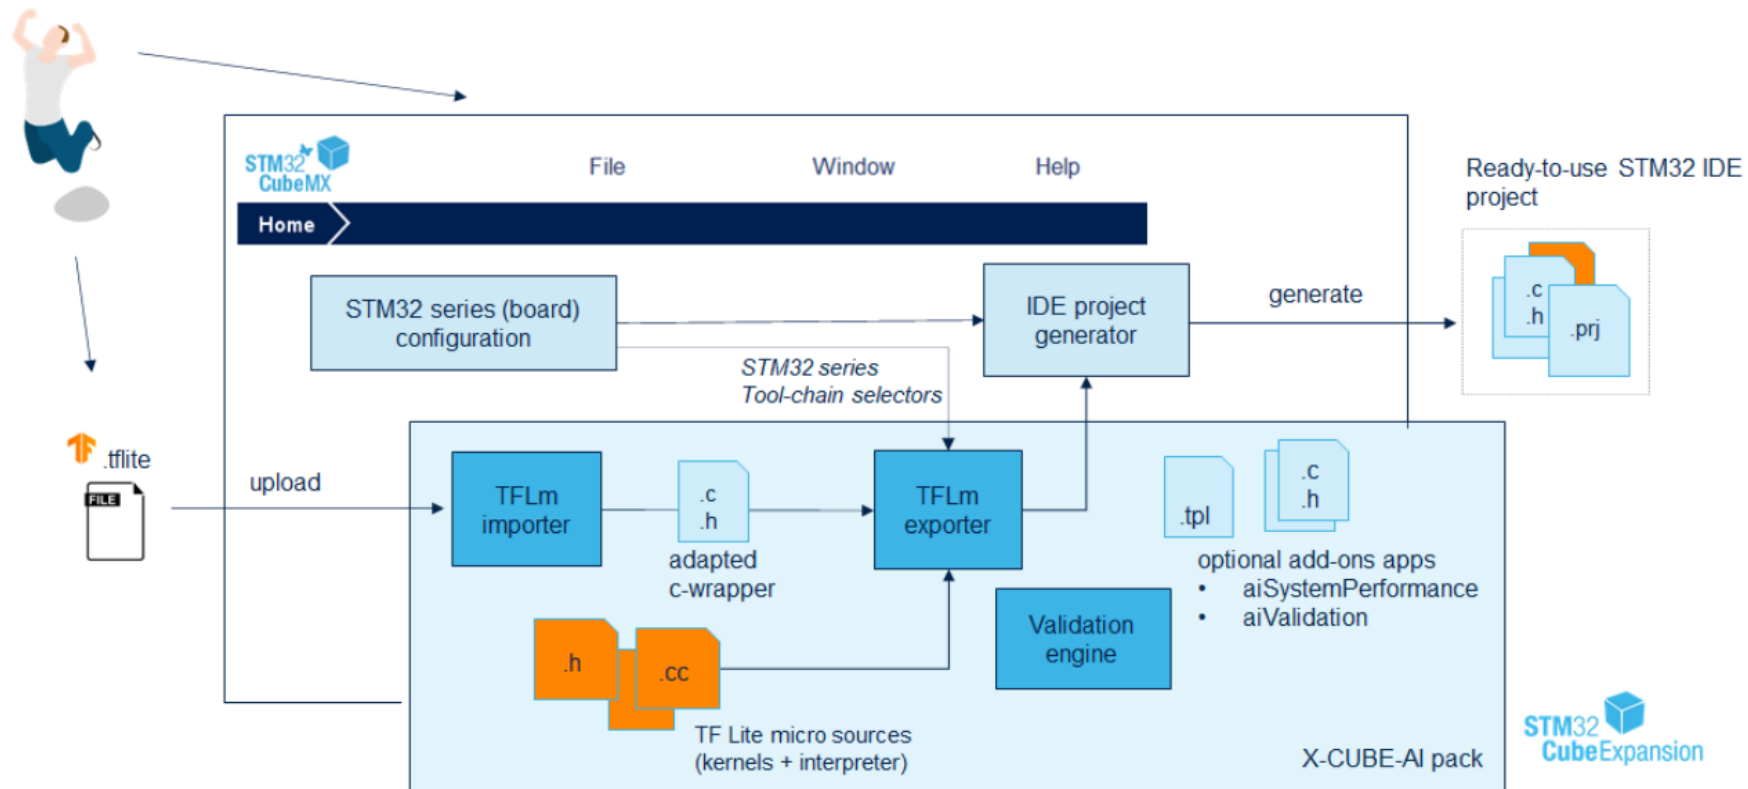 STM32
CubeMX
File
Window
Help
Home
Ready-to-use STM32 IDE
project
STM32 series (board)
configuration
IDE project
generator
generate
.c
.h
.prj
STM32 series
Tool-chain selectors
.tflite
FILE
upload
TFLm
importer
.c
.h
adapted
c-wrapper
TFLm
exporter
.tpl
.c
.h
optional add-ons apps
• aiSystemPerformance
• aiValidation
Validation
engine
.h
.cc
TF Lite micro sources
(kernels + interpreter)
X-CUBE-AI pack
STM32
CubeExpansion